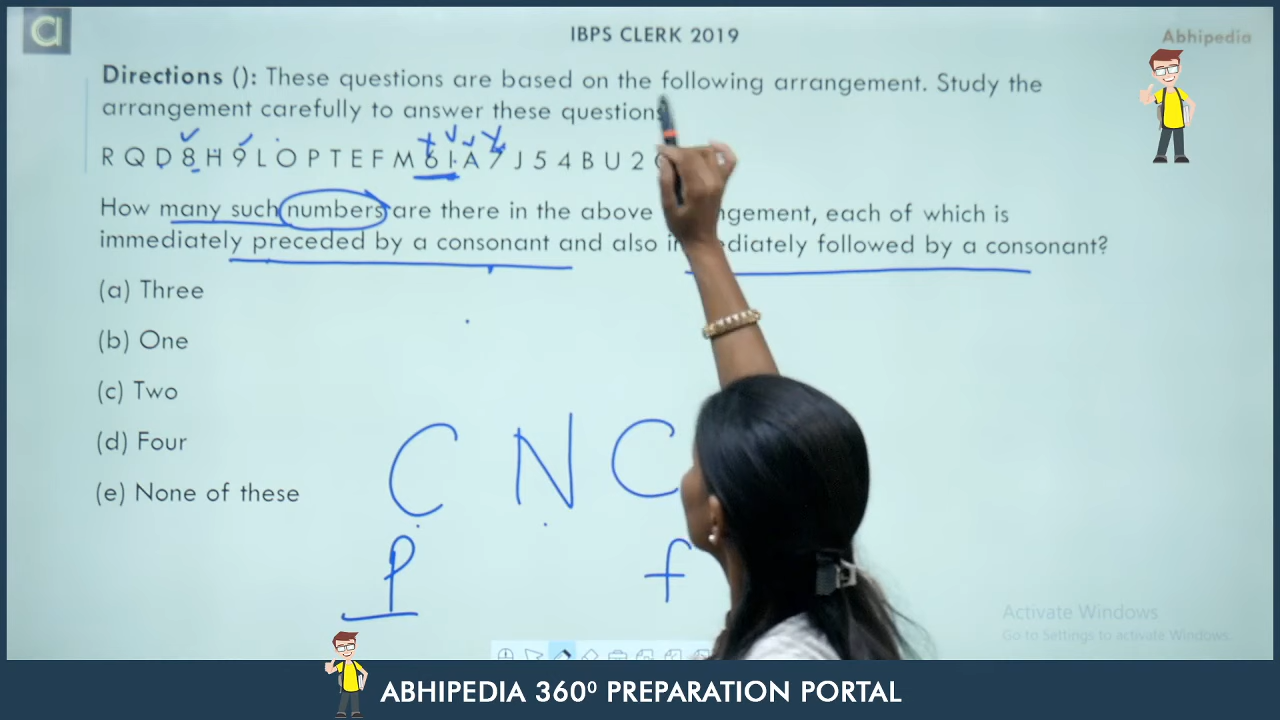 a
IBPS CLERK 2019
Abhipedia
Directions (): These questions are based on the following arrangement. Study the
arrangement carefully to answer these questions
R Q D 8 H 9 L O P T E F M 6 1 A 7 J 5 4 B U 2
How many such numbers are there in the above each of which is
immediately preceded by a consonant and also followed by a consonant?
(a) Three
(b) One
(c) Two
(d) Four
(e) None of these
C N C
P f
Activate Windows
Go to Settings to activate Windows.
ABHIPEDIA 360⁰ PREPARATION PORTAL